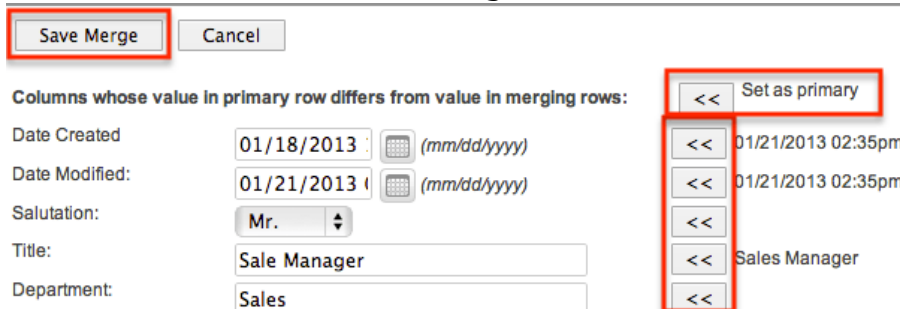 Save Merge Cancel
Columns whose value in primary row differs from value in merging rows: << Set as primary
Date Created 01/18/2013 (mm/dd/yyyy) << 01/21/2013 02:35pm
Date Modified: 01/21/2013 (mm/dd/yyyy) << 01/21/2013 02:35pm
Salutation: Mr. <<
Title: Sale Manager << Sales Manager
Department: Sales <<